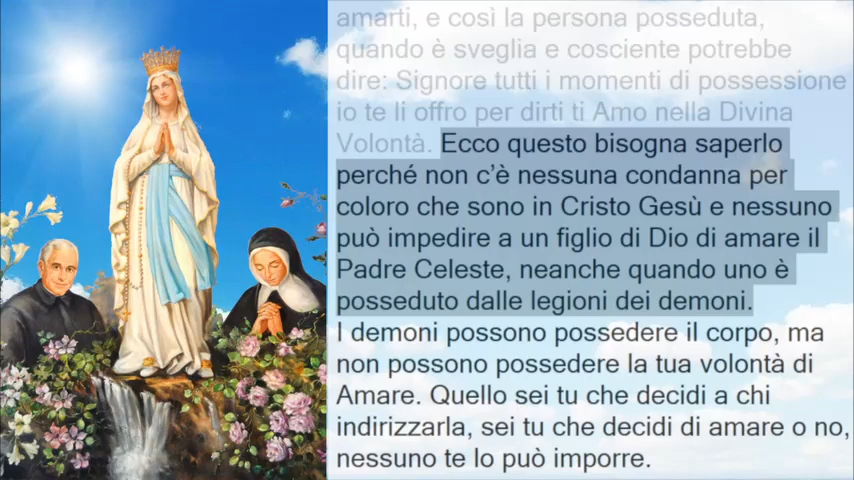 amarti, e così la persona posseduta,
quando è sveglia e cosciente potrebbe
dire: Signore tutti i momenti di possessione
io te li offro per dirti ti Amo nella Divina
Volontà. Ecco questo bisogna saperlo
perché non c’è nessuna condanna per
coloro che sono in Cristo Gesù e nessuno
può impedire a un figlio di Dio di amare il
Padre Celeste, neanche quando uno è
posseduto dalle legioni dei demoni.
I demoni possono possedere il corpo, ma
non possono possedere la tua volontà di
Amare. Quello sei tu che decidi a chi
indirizzarla, sei tu che decidi di amare o no,
nessuno te lo può imporre.